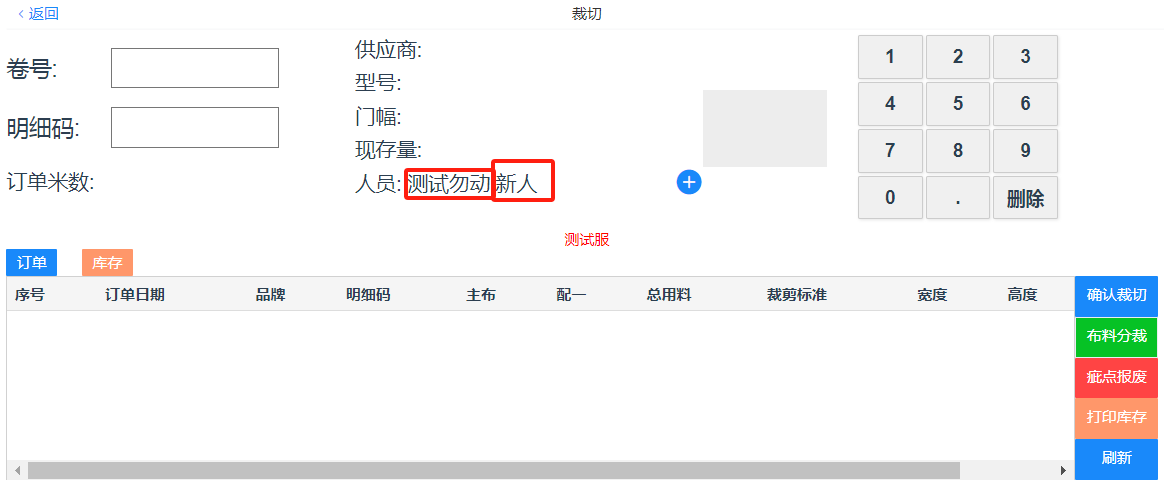 返回
裁切
卷号:
明细码:
订单米数:
供应商:
型号:
门幅:
现存量:
人员: 测试勿动 新人
1 2 3
4 5 6
7 8 9
0 . 删除
测试服
订单 库存
序号 订单日期 品牌 明细码 主布 配一 总用料 裁剪标准 宽度 高度
确认裁切
布料分裁
疵点报废
打印库存
刷新